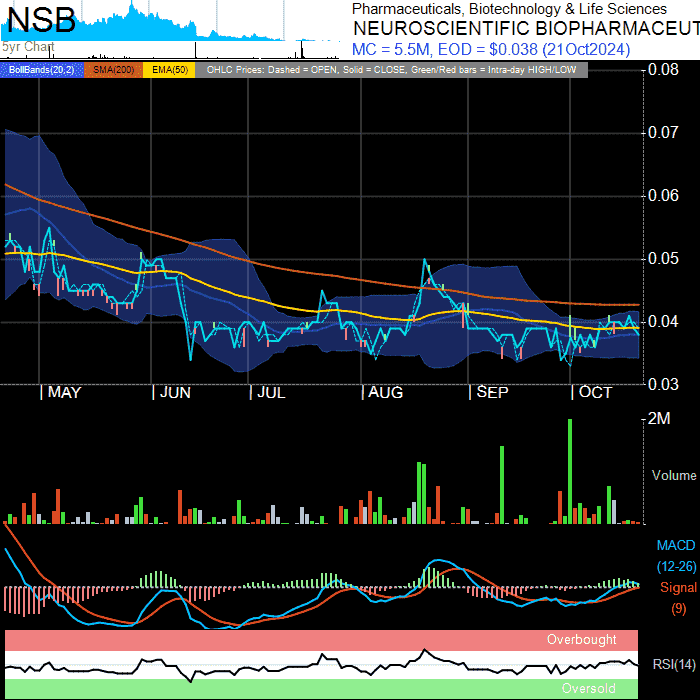 NSB
5yr Chart
Pharmaceuticals, Biotechnology & Life Sciences
NEUROSCIENTIFIC BIOPHARMACEUT
MC = 5.5M, EOD = $0.038 (21Oct2024)
BollBands(20,2) SMA(200) EMA(50) OHLC Prices: Dashed = OPEN, Solid = CLOSE, Green/Red bars = Intra-day HIGH/LOW
0.08
0.07
0.06
0.05
0.04
0.03
MAY JUN JUL AUG SEP OCT
2M
Volume
MACD
(12-26)
Signal
(9)
Overbought
RSI(14)
Oversold